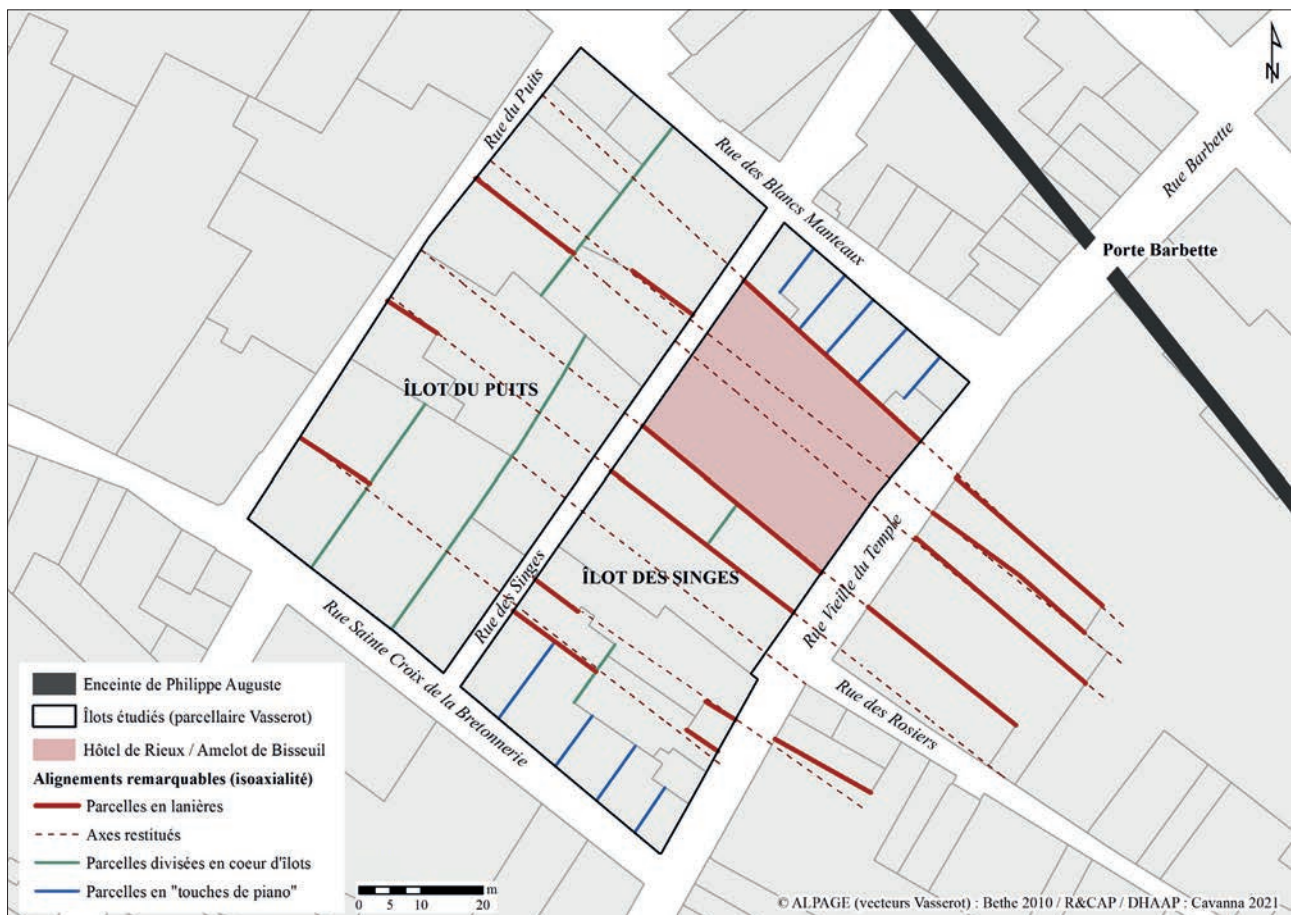 N
Rue du Puits
Rue des Blancs Manteaux
Rue Barbette
Porte Barbette
ÎLOT DU PUITS
ÎLOT DES SINGES
Rue des Singes
Rue Vieille du Temple
Rue des Rosiers
Rue Sainte Croix de la Bretonnerie
Enceinte de Philippe Auguste
Îlots étudiés (parcellaire Vasserot)
Hôtel de Rieux / Amelot de Bisseuil
Alignements remarquables (isoaxialité)
Parcelles en lanières
Axes restitués
Parcelles divisées en coeur d'îlots
Parcelles en "touches de piano"
m
0 5 10 20
© ALPAGE (vecteurs Vasserot) : Bethe 2010 / R&CAP / DHAAP : Cavanna 2021